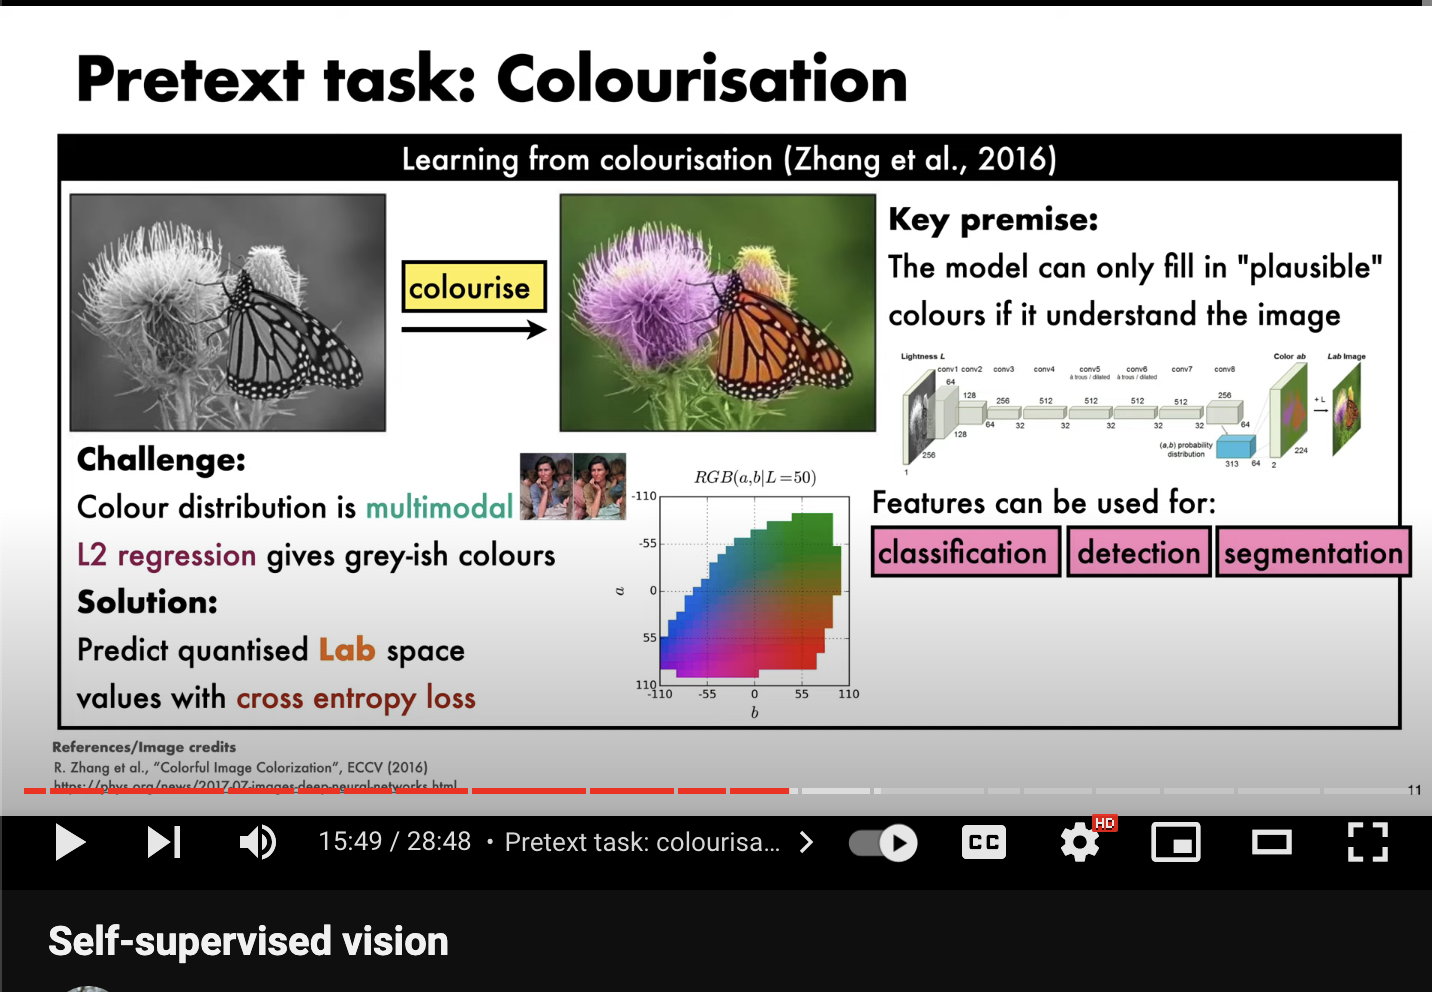 Pretext task: Colourisation
Learning from colourisation (Zhang et al., 2016)
colourise
Key premise:
The model can only fill in "plausible"
colours if it understand the image
Lightness L
Color ab
Lab Image
conv1 conv2 conv3 conv4 conv5 conv6 conv7 conv8
à trous / dilated à trous / dilated
64
128
256
512
512
512
512
256
+ L
64
32
32
32
32
32
64
128
256
1
(a,b) probability
distribution
313
64
2
224
Challenge:
Colour distribution is multimodal
L2 regression gives grey-ish colours
Solution:
Predict quantised Lab space
values with cross entropy loss
RGB(a,b|L=50)
-110
-55
0
55
110
a
-110 -55 0 55 110
b
Features can be used for:
classification
detection
segmentation
References/Image credits
R. Zhang et al., “Colorful Image Colorization”, ECCV (2016)
https://phys.org/news/2017-07-images-deep-neural-networks.html
11
15:49 / 28:48 • Pretext task: colourisa...
CC
HD
Self-supervised vision